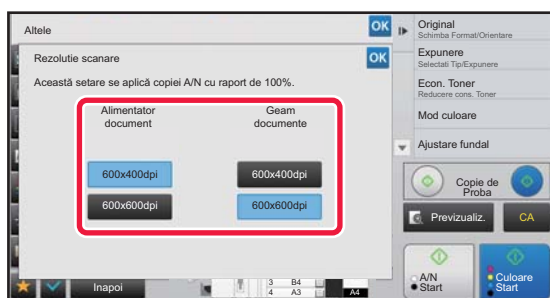 Altele
OK
Rezolutie scanare
OK
Această setare se aplică copiei A/N cu raport de 100%.
Alimentator
document
Geam
documente
600x400dpi
600x400dpi
600x600dpi
600x600dpi
Inapoi
3 B4
4 A3
A4
Original
Schimba Format/Orientare
Expunere
Selectati Tip/Expunere
Econ. Toner
Reducere cons. Toner
Mod culoare
Ajustare fundal
Copie de
Proba
Previzualiz.
CA
A/N
Start
Culoare
Start